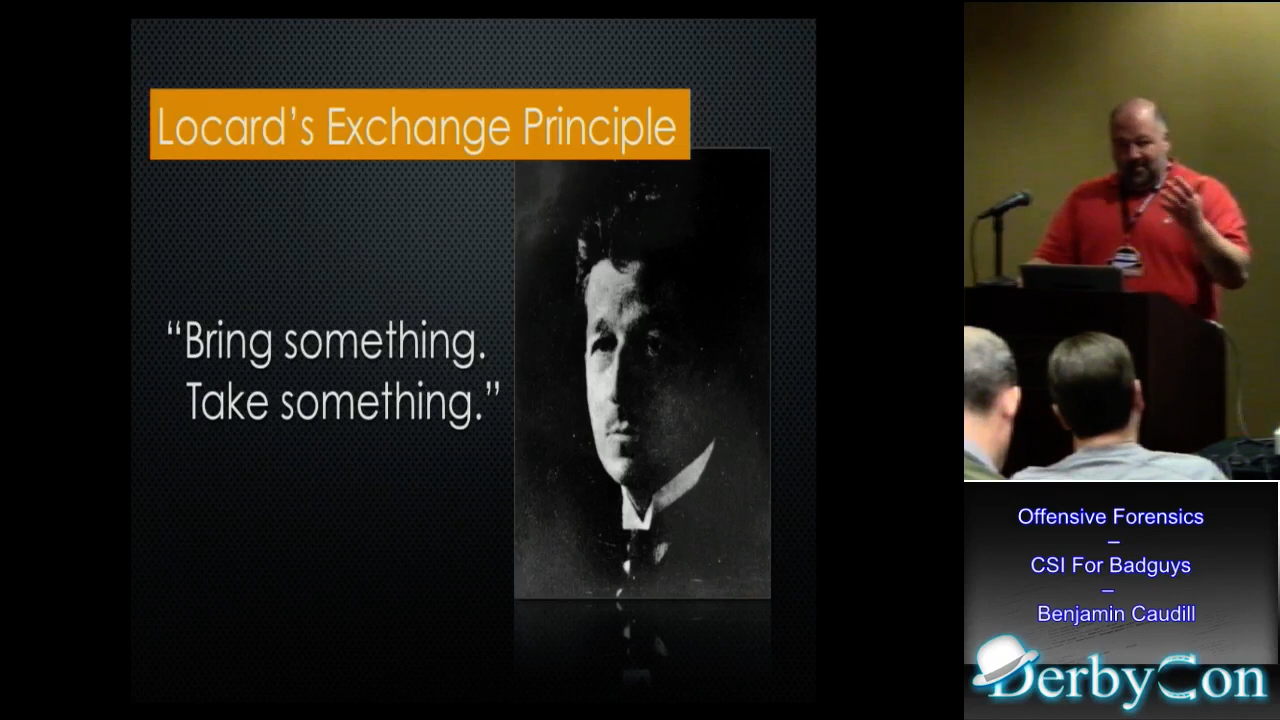 Locard’s Exchange Principle
“Bring something.
Take something.”
Offensive Forensics
–
CSI For Badguys
–
Benjamin Caudill
DerbyCon